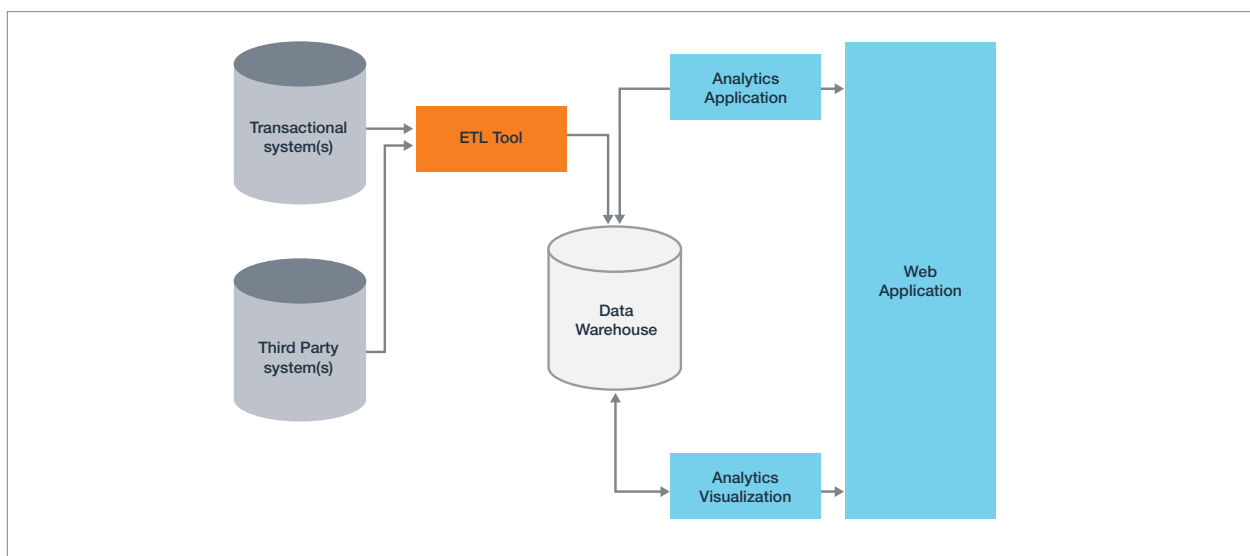 Transactional
system(s)
Third Party
system(s)
ETL Tool
Data
Warehouse
Analytics
Application
Analytics
Visualization
Web
Application